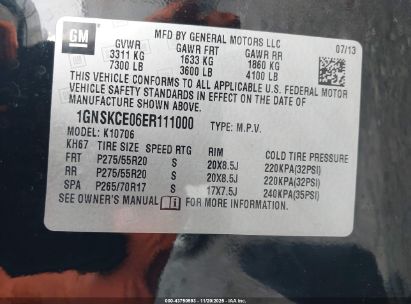 GM
MFD BY GENERAL MOTORS LLC
GVWR GAWR FRT GAWR RR 07/13
3311 KG 1633 KG 1860 KG
7300 LB 3600 LB 4100 LB
THIS VEHICLE CONFORMS TO ALL APPLICABLE U.S. FEDERAL MOTOR
VEHICLE SAFETY STANDARDS IN EFFECT ON THE DATE OF
MANUFACTURE SHOWN ABOVE.
1GNSKCE06ER111000 TYPE: M.P.V.
MODEL: K10706
KH67 TIRE SIZE SPEED RTG RIM COLD TIRE PRESSURE
FRT P275/55R20 S 20X8.5J 220KPA(32PSI)
RR P275/55R20 S 20X8.5J 220KPA(32PSI)
SPA P265/70R17 S 17X7.5J 240KPA(35PSI)
SEE OWNER'S MANUAL FOR MORE INFORMATION.